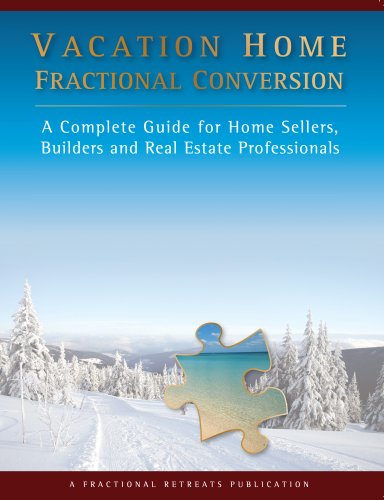 VACATION HOME
FRACTIONAL CONVERSION
A Complete Guide for Home Sellers,
Builders and Real Estate Professionals
A FRACTIONAL RETREATS PUBLICATION